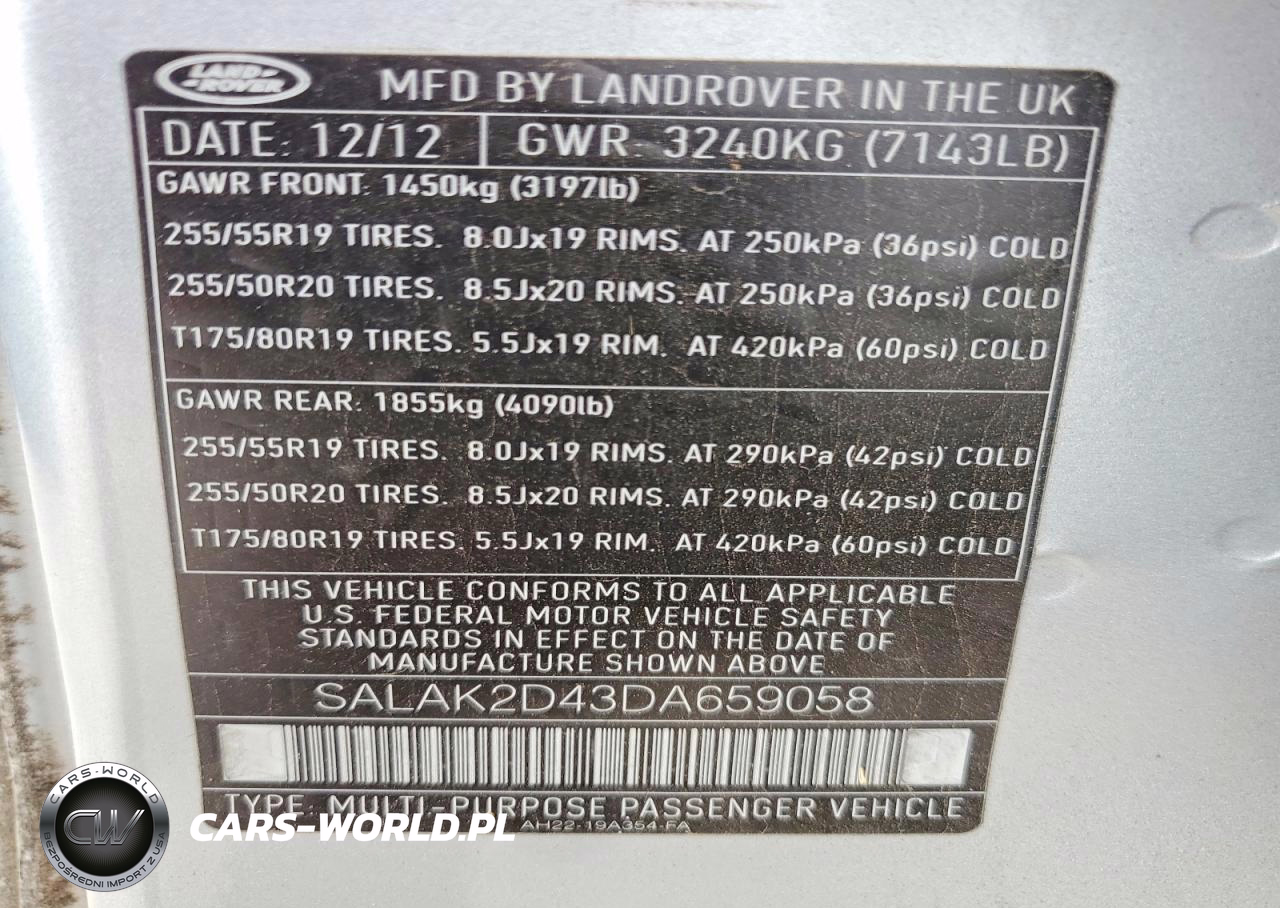 LAND-
-ROVER
MFD BY LANDROVER IN THE UK
DATE: 12/12
GWR: 3240KG (7143LB)
GAWR FRONT: 1450kg (3197lb)
255/55R19 TIRES. 8.0Jx19 RIMS. AT 250kPa (36psi) COLD
255/50R20 TIRES. 8.5Jx20 RIMS. AT 250kPa (36psi) COLD
T175/80R19 TIRES. 5.5Jx19 RIM. AT 420kPa (60psi) COLD
GAWR REAR: 1855kg (4090lb)
255/55R19 TIRES. 8.0Jx19 RIMS. AT 290kPa (42psi) COLD
255/50R20 TIRES. 8.5Jx20 RIMS. AT 290kPa (42psi) COLD
T175/80R19 TIRES. 5.5Jx19 RIM. AT 420kPa (60psi) COLD
THIS VEHICLE CONFORMS TO ALL APPLICABLE
U.S. FEDERAL MOTOR VEHICLE SAFETY
STANDARDS IN EFFECT ON THE DATE OF
MANUFACTURE SHOWN ABOVE
SALAK2D43DA659058
TYPE: MULTI-PURPOSE PASSENGER VEHICLE
AH22-19A354-FA
CARS-WORLD
CW
BEZPOŚREDNI IMPORT Z USA
CARS-WORLD.PL